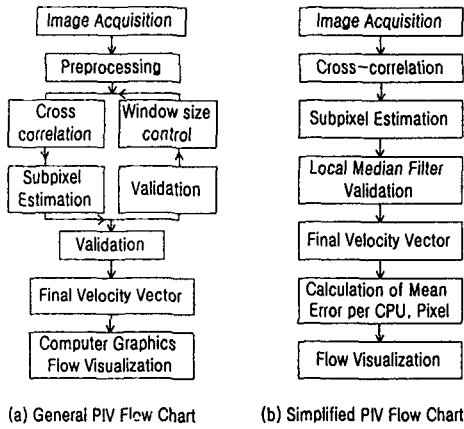 Image Acquisition
Preprocessing
Cross
correlation
Window size
control
Subpixel
Estimation
Validation
Validation
Final Velocity Vector
Computer Graphics
Flow Visualization
(a) General PIV Flow Chart
Image Acquisition
Cross-correlation
Subpixel Estimation
Local Median Filter
Validation
Final Velocity Vector
Calculation of Mean
Error per CPU, Pixel
Flow Visualization
(b) Simplified PIV Flow Chart